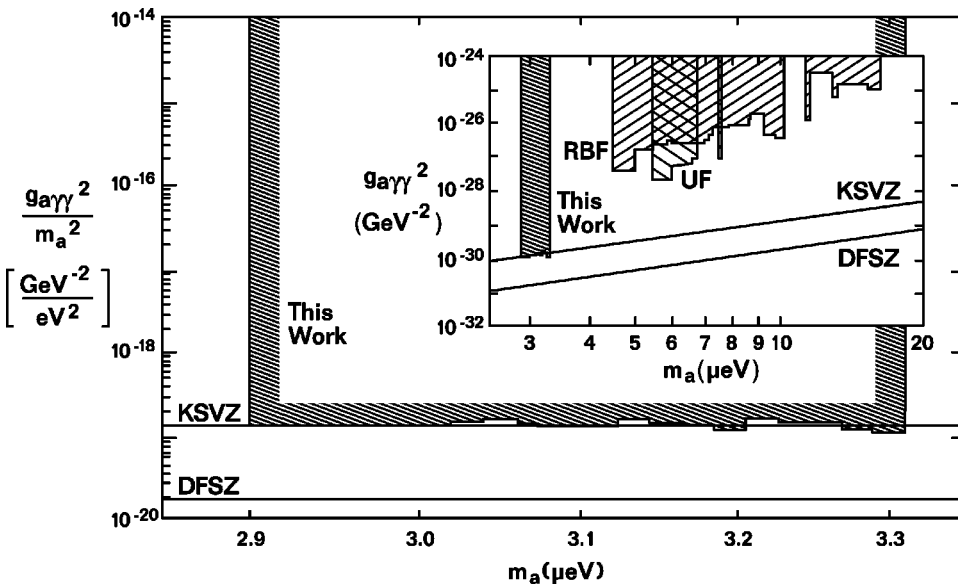 10⁻¹⁴
10⁻¹⁶
10⁻¹⁸
10⁻²⁰
gₐγγ²
mₐ²
[GeV⁻²
eV²]
KSVZ
DFSZ
This
Work
2.9
3.0
3.1
3.2
3.3
mₐ(μeV)
10⁻²⁴
10⁻²⁶
10⁻²⁸
10⁻³⁰
10⁻³²
gₐγγ²
(GeV⁻²)
RBF
UF
This
Work
KSVZ
DFSZ
3
4
5
6
7
8
9
10
20
mₐ(μeV)